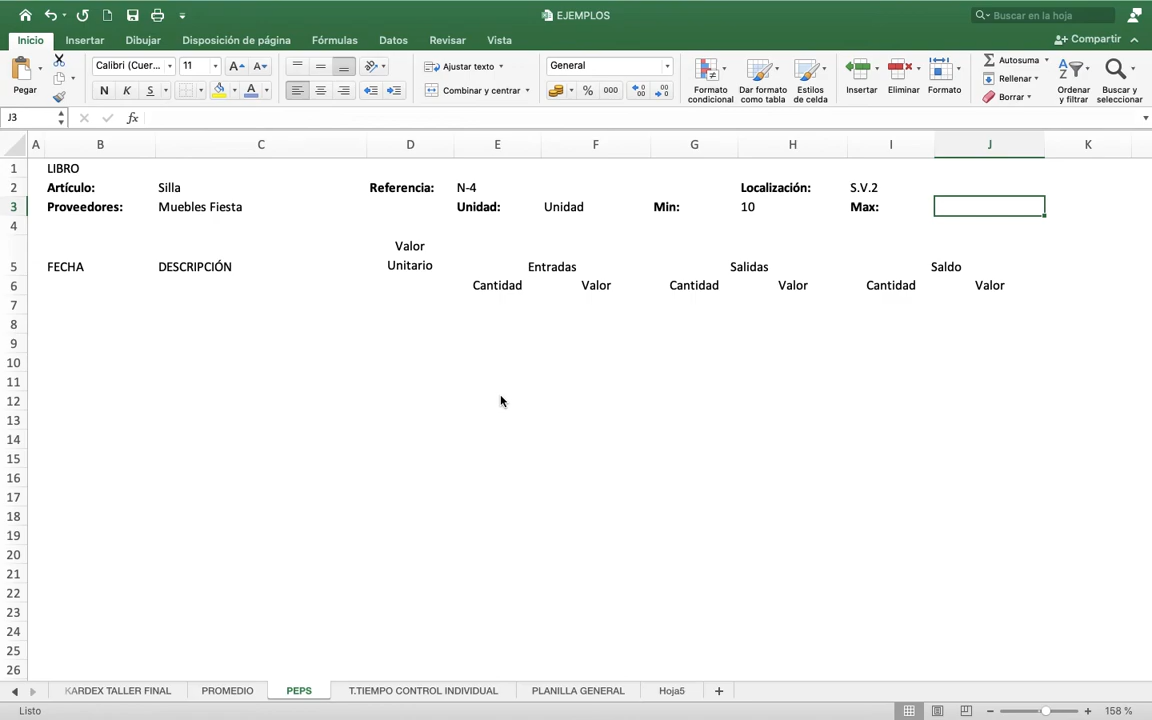 EJEMPLOS
Buscar en la hoja
Inicio Insertar Dibujar Disposición de página Fórmulas Datos Revisar Vista Compartir
Pegar
Calibri (Cuer... 11 A A
N K S A
Ajustar texto
Combinar y centrar
General
% 000
Formato condicional
Dar formato como tabla
Estilos de celda
Insertar Eliminar Formato
Autosuma
Rellenar
Borrar
Ordenar y filtrar
Buscar y seleccionar
J3 fx
A B C D E F G H I J K
1 LIBRO
2 Artículo: Silla Referencia: N-4 Localización: S.V.2
3 Proveedores: Muebles Fiesta Unidad: Unidad Min: 10 Max:
4
5 FECHA DESCRIPCIÓN Valor Unitario Entradas Salidas Saldo
6 Cantidad Valor Cantidad Valor Cantidad Valor
7
8
9
10
11
12
13
14
15
16
17
18
19
20
21
22
23
24
25
26
KARDEX TALLER FINAL PROMEDIO PEPS T.TIEMPO CONTROL INDIVIDUAL PLANILLA GENERAL Hoja5 +
Listo 158 %